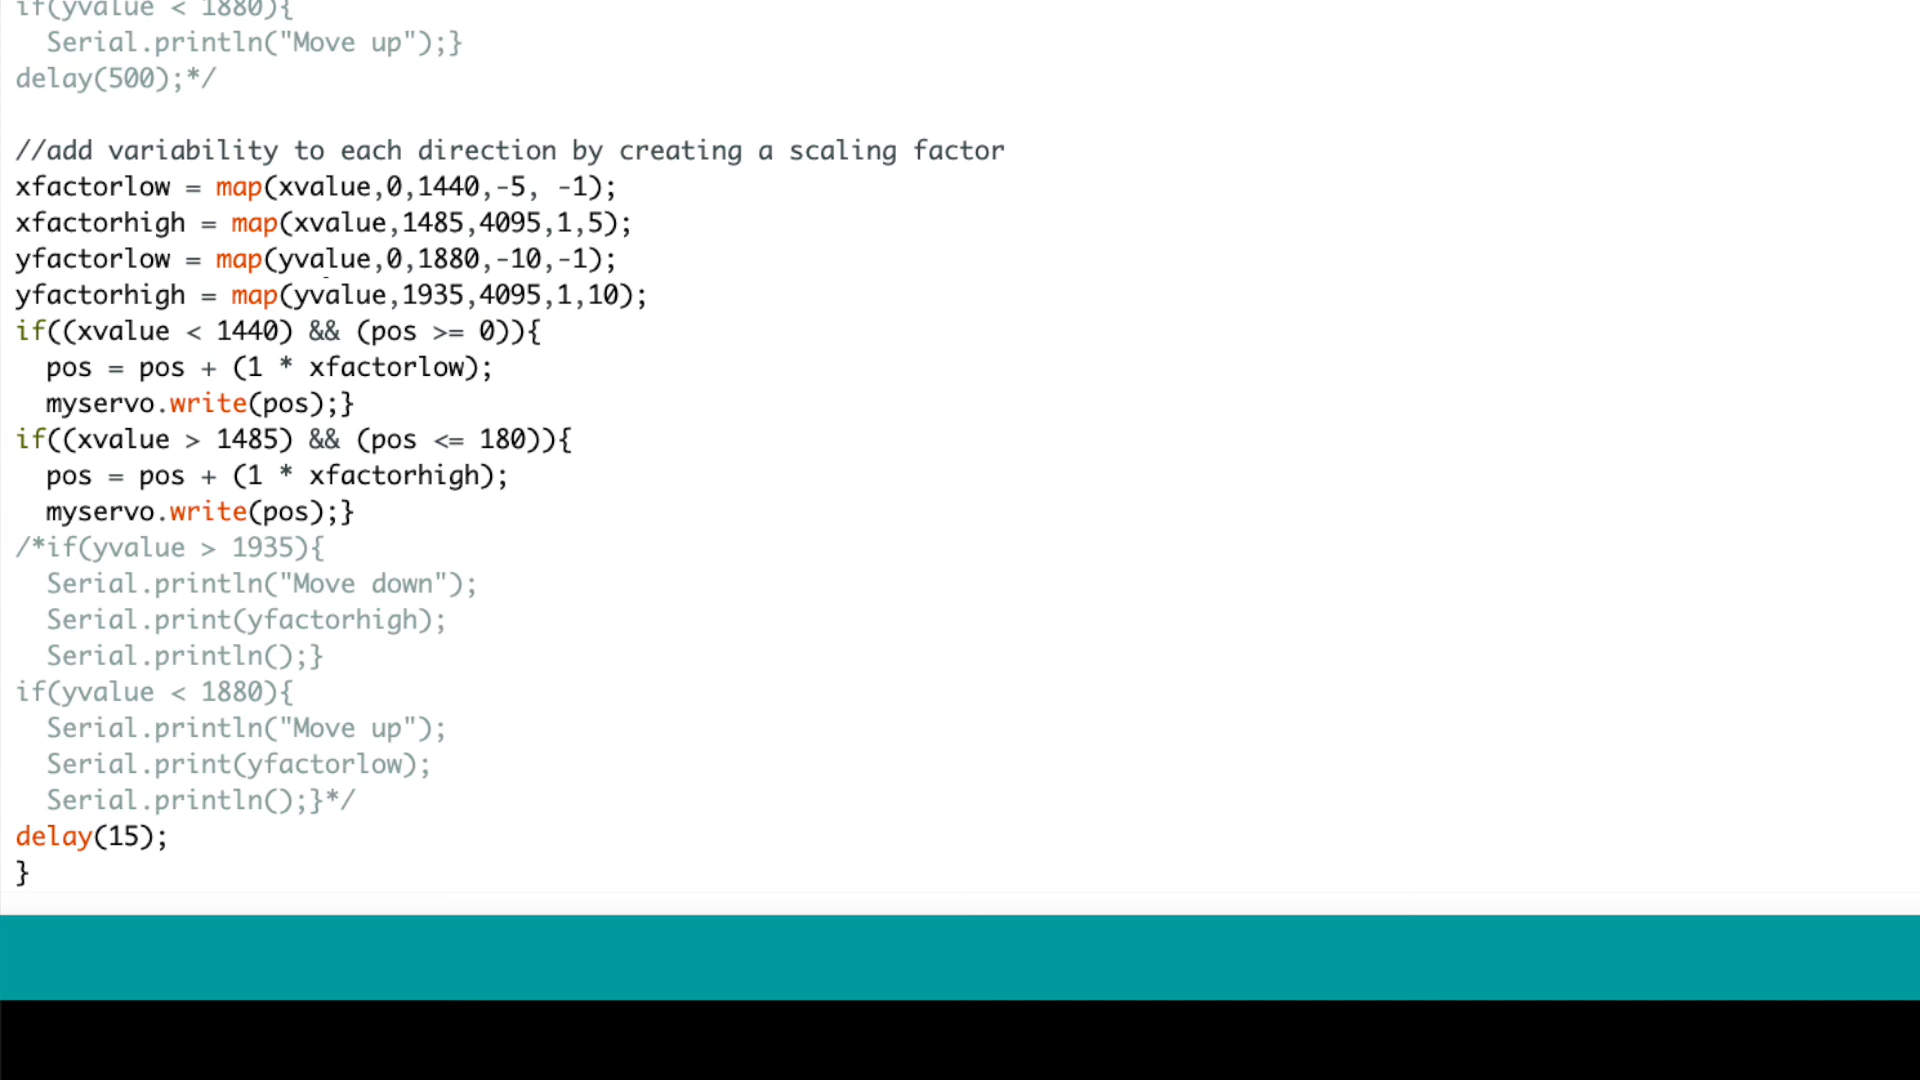 if(yvalue < 1880){
  Serial.println("Move up");}
delay(500);*/

//add variability to each direction by creating a scaling factor
xfactorlow = map(xvalue,0,1440,-5, -1);
xfactorhigh = map(xvalue,1485,4095,1,5);
yfactorlow = map(yvalue,0,1880,-10,-1);
yfactorhigh = map(yvalue,1935,4095,1,10);
if((xvalue < 1440) && (pos >= 0)){
  pos = pos + (1 * xfactorlow);
  myservo.write(pos);}
if((xvalue > 1485) && (pos <= 180)){
  pos = pos + (1 * xfactorhigh);
  myservo.write(pos);}
/*if(yvalue > 1935){
  Serial.println("Move down");
  Serial.print(yfactorhigh);
  Serial.println();}
if(yvalue < 1880){
  Serial.println("Move up");
  Serial.print(yfactorlow);
  Serial.println();}*/
delay(15);
}